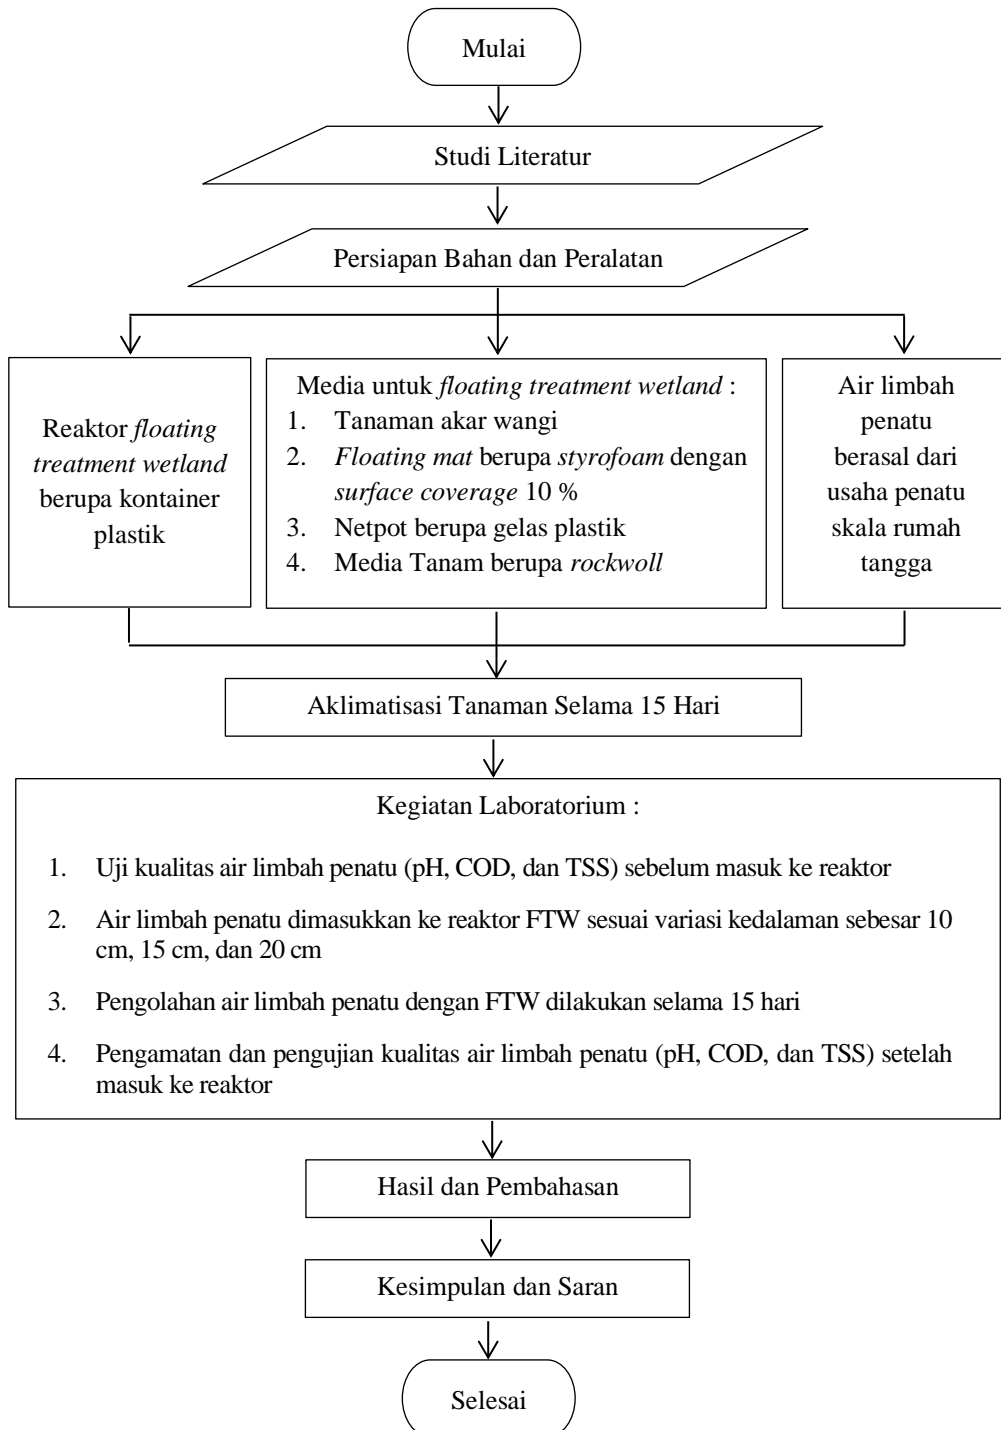 Mulai
Studi Literatur
Persiapan Bahan dan Peralatan
Reaktor floating
treatment wetland
berupa kontainer
plastik
Media untuk floating treatment wetland :
1. Tanaman akar wangi
2. Floating mat berupa styrofoam dengan
surface coverage 10 %
3. Netpot berupa gelas plastik
4. Media Tanam berupa rockwoll
Air limbah
penatu
berasal dari
usaha penatu
skala rumah
tangga
Aklimatisasi Tanaman Selama 15 Hari
Kegiatan Laboratorium :
1. Uji kualitas air limbah penatu (pH, COD, dan TSS) sebelum masuk ke reaktor
2. Air limbah penatu dimasukkan ke reaktor FTW sesuai variasi kedalaman sebesar 10
cm, 15 cm, dan 20 cm
3. Pengolahan air limbah penatu dengan FTW dilakukan selama 15 hari
4. Pengamatan dan pengujian kualitas air limbah penatu (pH, COD, dan TSS) setelah
masuk ke reaktor
Hasil dan Pembahasan
Kesimpulan dan Saran
Selesai